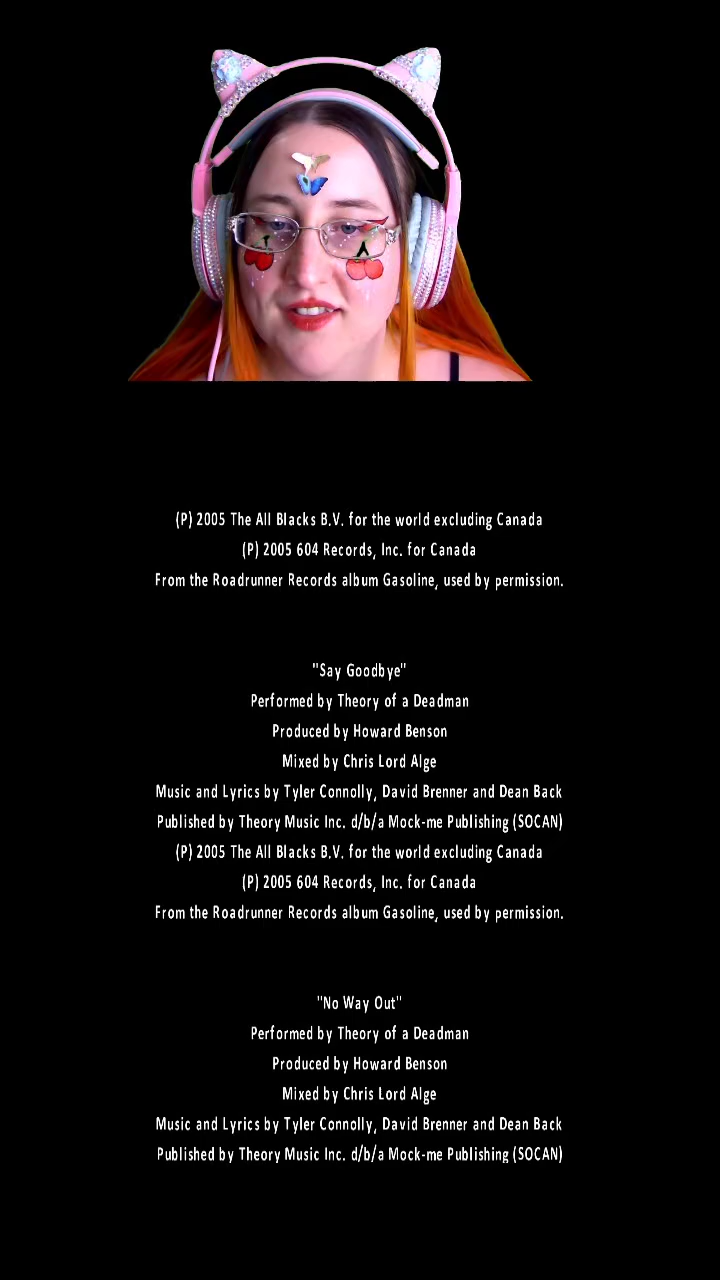 (P) 2005 The All Blacks B.V. for the world excluding Canada
(P) 2005 604 Records, Inc. for Canada
From the Roadrunner Records album Gasoline, used by permission.
"Say Goodbye"
Performed by Theory of a Deadman
Produced by Howard Benson
Mixed by Chris Lord Alge
Music and Lyrics by Tyler Connolly, David Brenner and Dean Back
Published by Theory Music Inc. d/b/a Mock-me Publishing (SOCAN)
(P) 2005 The All Blacks B.V. for the world excluding Canada
(P) 2005 604 Records, Inc. for Canada
From the Roadrunner Records album Gasoline, used by permission.
"No Way Out"
Performed by Theory of a Deadman
Produced by Howard Benson
Mixed by Chris Lord Alge
Music and Lyrics by Tyler Connolly, David Brenner and Dean Back
Published by Theory Music Inc. d/b/a Mock-me Publishing (SOCAN)